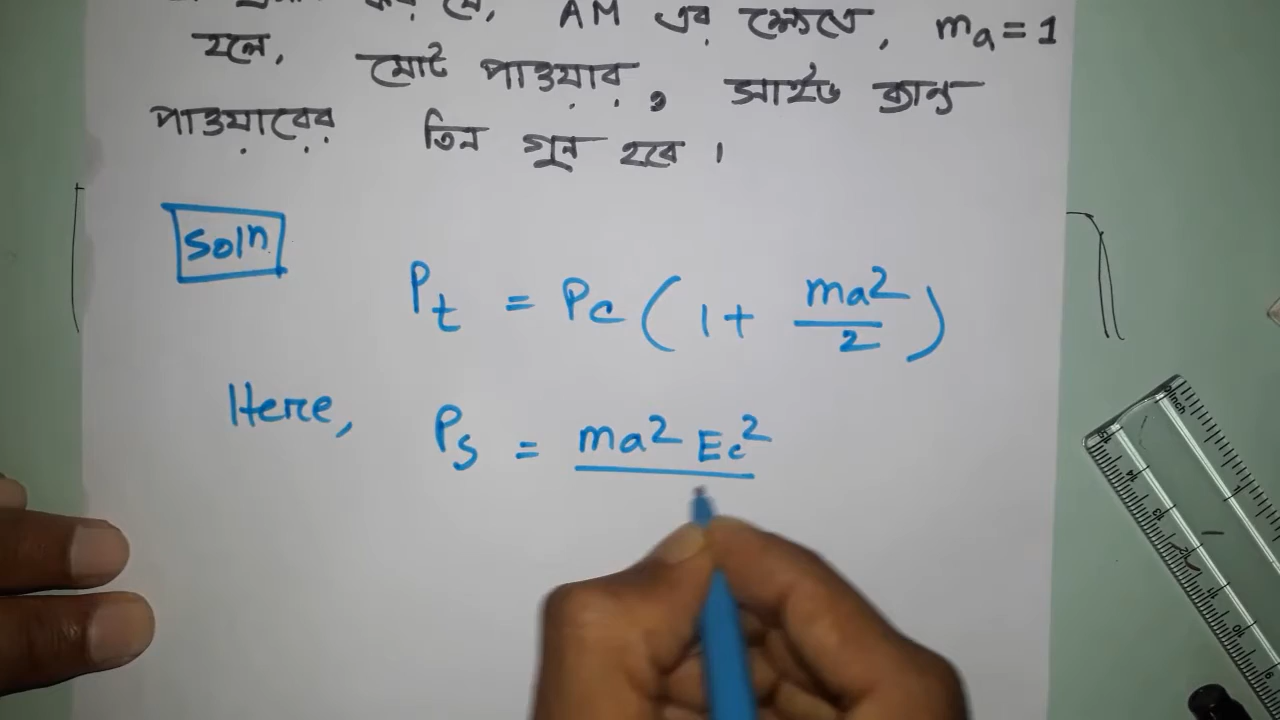 কর যে, AM এর ক্ষেত্রে, ma = 1
হলে, মোট পাওয়ার, সাইড ব্যান্ড
পাওয়ারের তিন গুন হবে।
Soln
Pt = Pc ( 1 + ma² / 2 )
Here, Ps = ma² Ec²